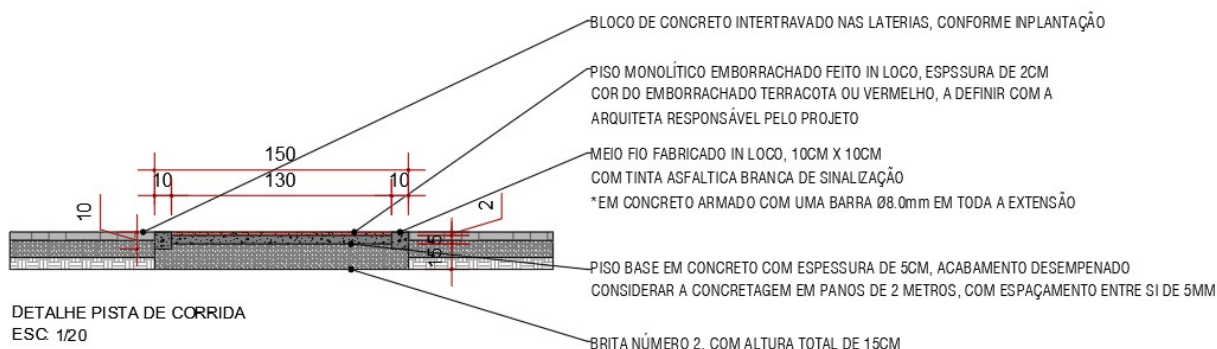 BLOCO DE CONCRETO INTERTRAVADO NAS LATERIAS, CONFORME INPLANTAÇÃO
PISO MONOLÍTICO EMBORRACHADO FEITO IN LOCO, ESPSSURA DE 2CM
COR DO EMBORRACHADO TERRACOTA OU VERMELHO, A DEFINIR COM A
ARQUITETA RESPONSÁVEL PELO PROJETO
150
MEIO FIO FABRICADO IN LOCO, 10CM X 10CM
10 130 10
COM TINTA ASFALTICA BRANCA DE SINALIZAÇÃO
*EM CONCRETO ARMADO COM UMA BARRA Ø8.0mm EM TODA A EXTENSÃO
10
2
15 5
PISO BASE EM CONCRETO COM ESPESSURA DE 5CM, ACABAMENTO DESEMPENADO
CONSIDERAR A CONCRETAGEM EM PANOS DE 2 METROS, COM ESPAÇAMENTO ENTRE SI DE 5MM
DETALHE PISTA DE CORRIDA
ESC: 1/20
BRITA NÚMERO 2, COM ALTURA TOTAL DE 15CM